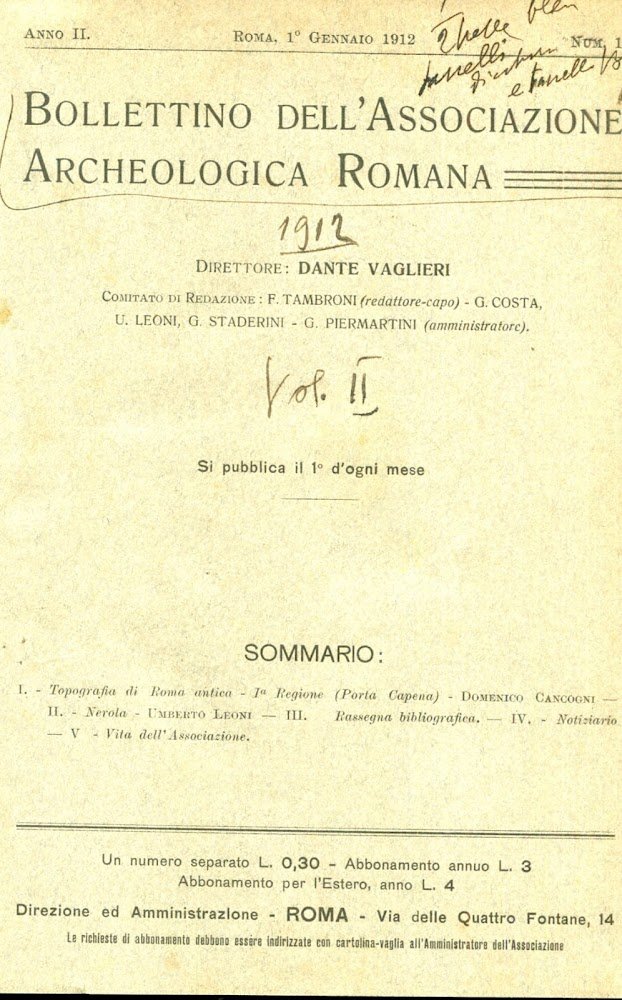 ANNO II. ROMA, 1° GENNAIO 1912 NUM. 1
BOLLETTINO DELL'ASSOCIAZIONE
ARCHEOLOGICA ROMANA
1912
DIRETTORE: DANTE VAGLIERI
COMITATO DI REDAZIONE: F. TAMBRONI (redattore-capo) - G. COSTA,
U. LEONI, G. STADERINI - G. PIERMARTINI (amministratore).
Vol. II
Si pubblica il 1° d'ogni mese
SOMMARIO:
I. - Topografia di Roma antica - Iª Regione (Porta Capena) - DOMENICO CANCOGNI —
II. - Nerola - UMBERTO LEONI — III. Rassegna bibliografica. — IV. - Notiziario
— V - Vita dell'Associazione.
Un numero separato L. 0,30 - Abbonamento annuo L. 3
Abbonamento per l'Estero, anno L. 4
Direzione ed Amministrazione - ROMA - Via delle Quattro Fontane, 14
Le richieste di abbonamento debbono essere indirizzate con cartolina-vaglia all'Amministratore dell'Associazione